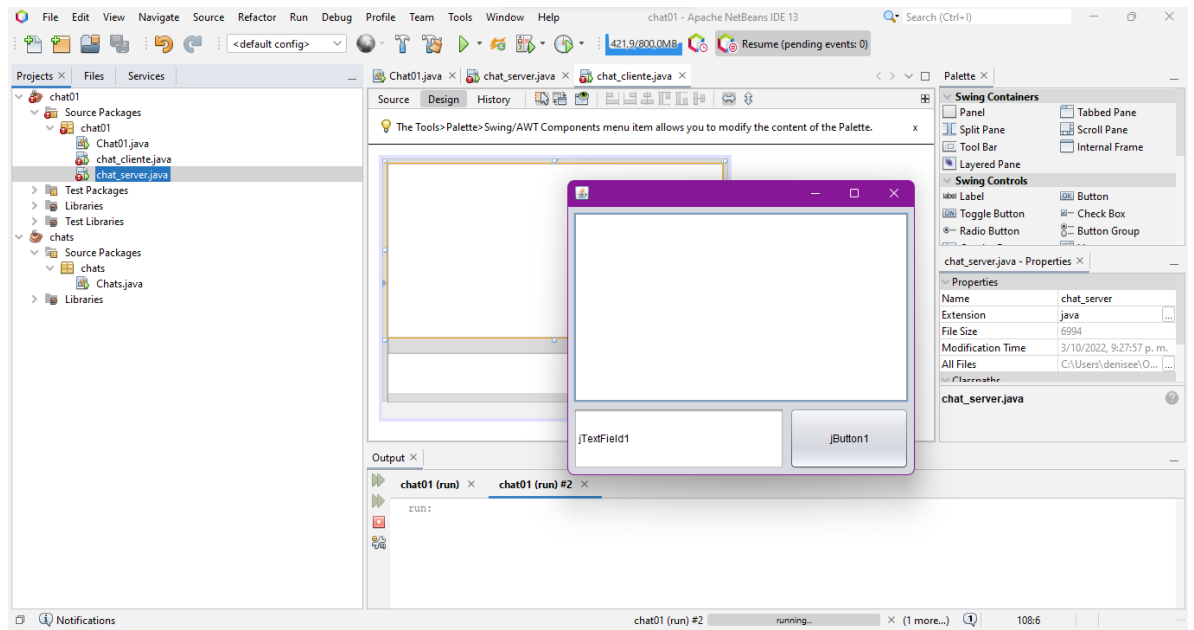 File Edit View Navigate Source Refactor Run Debug Profile Team Tools Window Help chat01 - Apache NetBeans IDE 13 Search (Ctrl+I)
<default config> 421,9/800,0MB Resume (pending events: 0)
Projects Files Services
chat01
Source Packages
chat01
Chat01.java
chat_cliente.java
chat_server.java
Test Packages
Libraries
Test Libraries
chats
Source Packages
chats
Chats.java
Libraries
Chat01.java chat_server.java chat_cliente.java
Source Design History
The Tools>Palette>Swing/AWT Components menu item allows you to modify the content of the Palette. x
jTextField1 jButton1
Palette
Swing Containers
Panel Tabbed Pane
Split Pane Scroll Pane
Tool Bar Internal Frame
Layered Pane
Swing Controls
label Label OK Button
ON Toggle Button Check Box
Radio Button Button Group
chat_server.java - Properties
Properties
Name chat_server
Extension java ...
File Size 6994
Modification Time 3/10/2022, 9:27:57 p. m.
All Files C:\Users\denisee\O... ...
Classpaths
chat_server.java
Output
chat01 (run) chat01 (run) #2
run:
Notifications chat01 (run) #2 running... (1 more...) 1 108:6